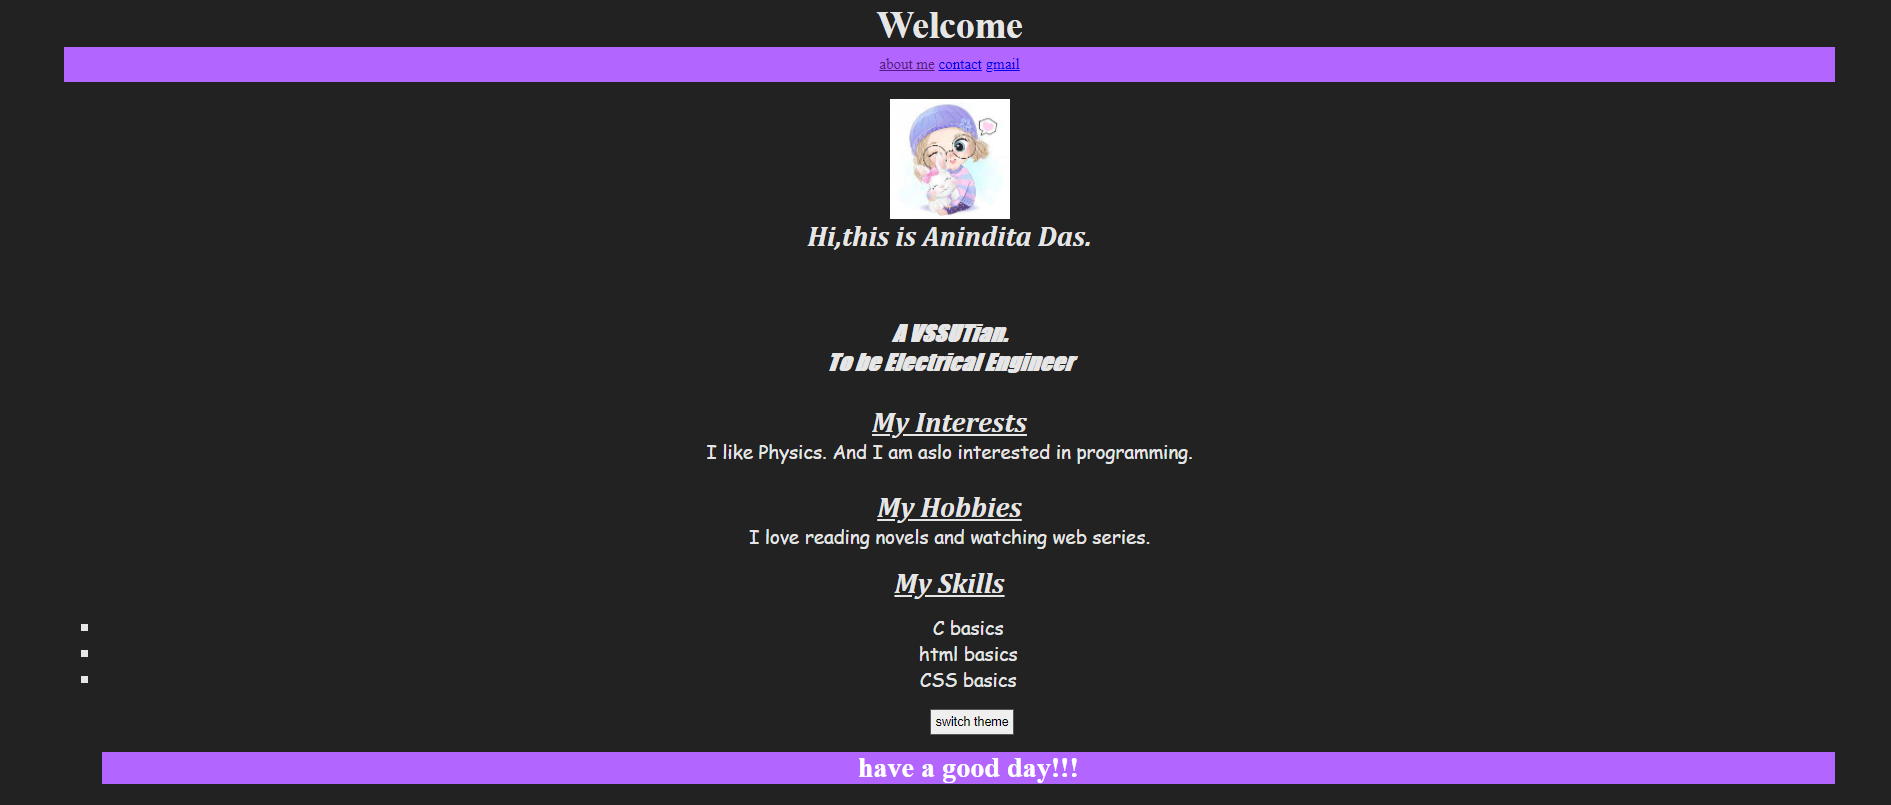 Welcome
about me contact gmail
Hi,this is Anindita Das.
A VSSUTian.
To be Electrical Engineer
My Interests
I like Physics. And I am aslo interested in programming.
My Hobbies
I love reading novels and watching web series.
My Skills
C basics
html basics
CSS basics
switch theme
have a good day!!!